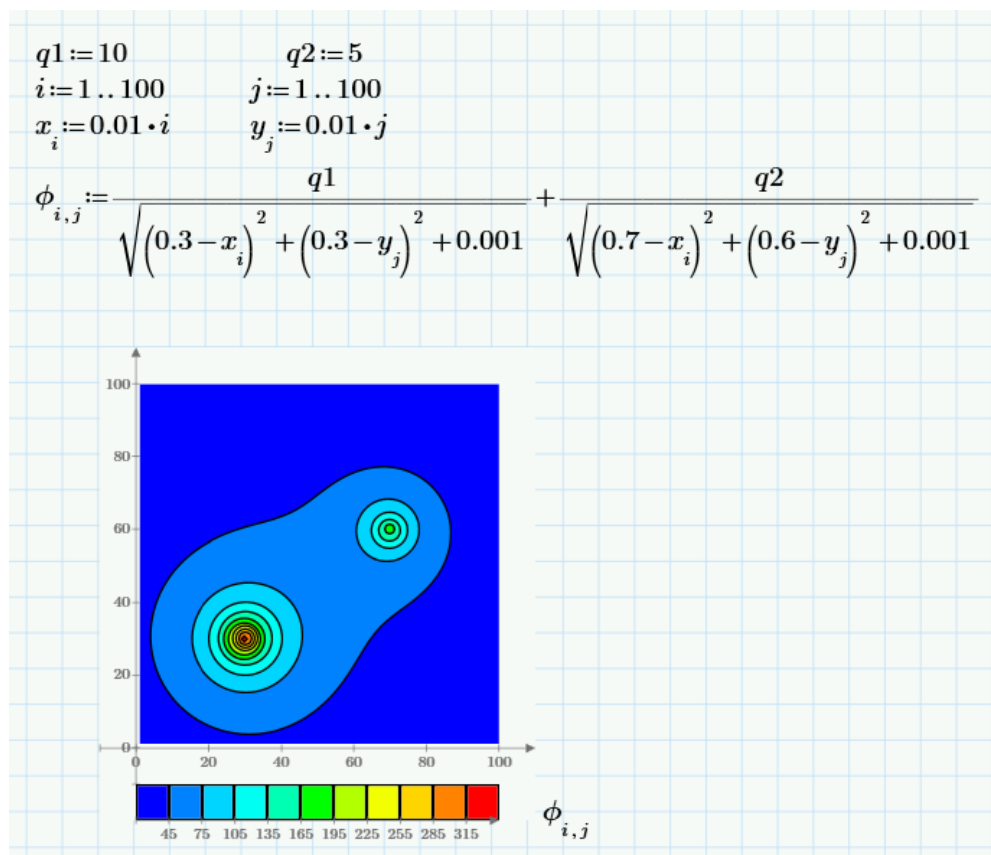 q1:=10 q2:=5
i:=1..100 j:=1..100
x_i:=0.01•i y_j:=0.01•j
ϕ_{i,j}:= q1/√((0.3−x_i)^2+(0.3−y_j)^2+0.001) + q2/√((0.7−x_i)^2+(0.6−y_j)^2+0.001)
100
80
60
40
20
0
0 20 40 60 80 100
45 75 105 135 165 195 225 255 285 315
ϕ_{i,j}